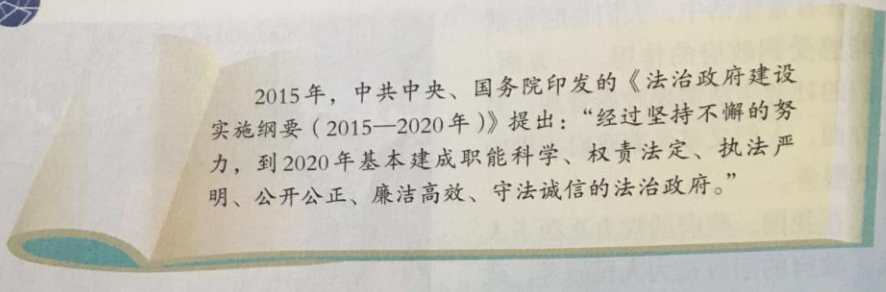 2015年，中共中央、国务院印发的《法治政府建设
实施纲要（2015—2020年）》提出：“经过坚持不懈的努
力，到2020年基本建成职能科学、权责法定、执法严
明、公开公正、廉洁高效、守法诚信的法治政府。”